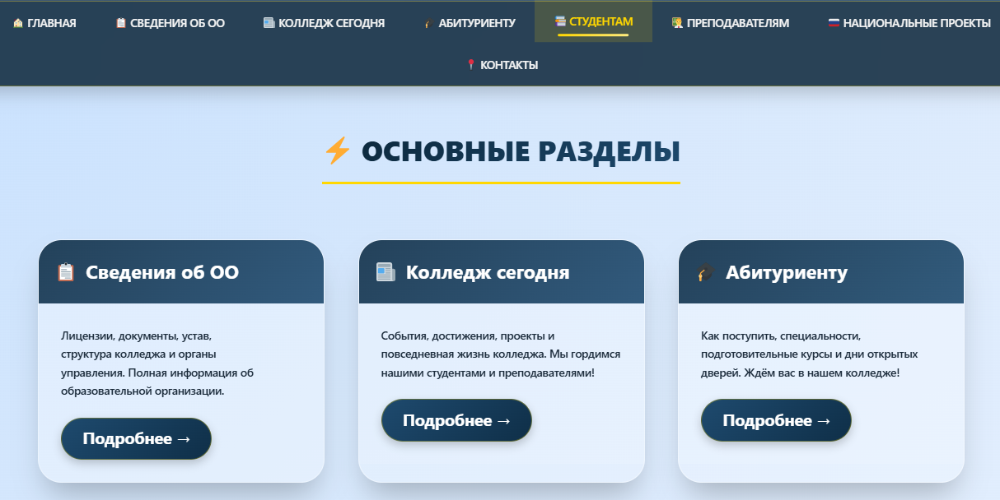 ГЛАВНАЯ СВЕДЕНИЯ ОБ ОО КОЛЛЕДЖ СЕГОДНЯ АБИТУРИЕНТУ СТУДЕНТАМ ПРЕПОДАВАТЕЛЯМ НАЦИОНАЛЬНЫЕ ПРОЕКТЫ
КОНТАКТЫ
ОСНОВНЫЕ РАЗДЕЛЫ
Сведения об ОО
Лицензии, документы, устав,
структура колледжа и органы
управления. Полная информация об
образовательной организации.
Подробнее →
Колледж сегодня
События, достижения, проекты и
повседневная жизнь колледжа. Мы гордимся
нашими студентами и преподавателями!
Подробнее →
Абитуриенту
Как поступить, специальности,
подготовительные курсы и дни открытых
дверей. Ждём вас в нашем колледже!
Подробнее →